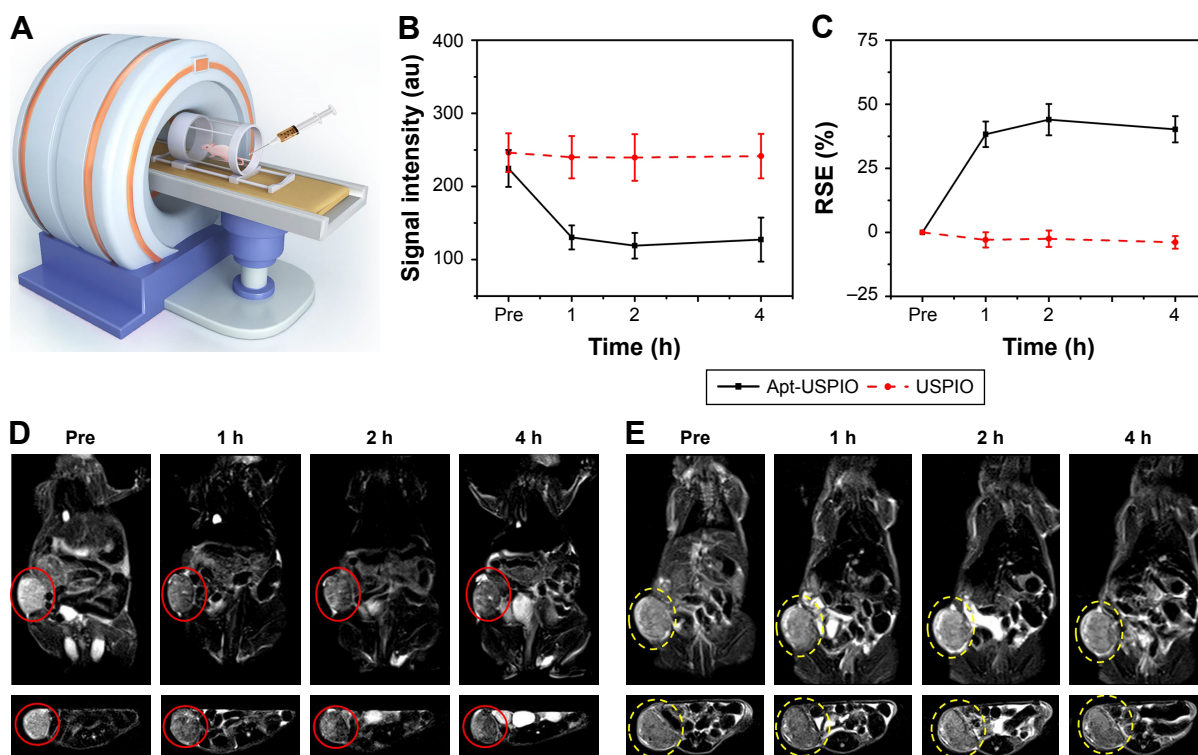 A
B
Signal intensity (au)
400
300
200
100
Pre
1
2
4
Time (h)
C
RSE (%)
75
50
25
0
–25
Pre
1
2
4
Time (h)
Apt-USPIO
USPIO
D
Pre
1 h
2 h
4 h
E
Pre
1 h
2 h
4 h